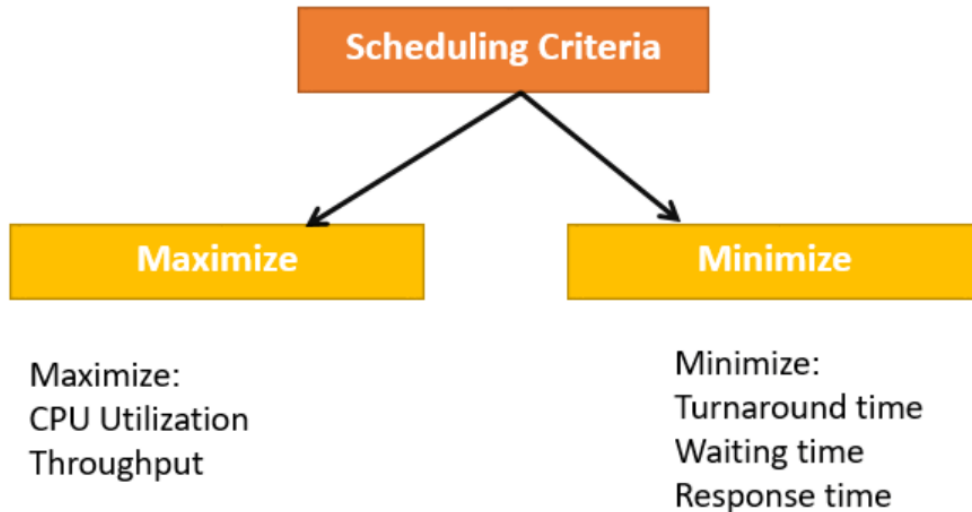 Scheduling Criteria
Maximize
Minimize
Maximize:
CPU Utilization
Throughput
Minimize:
Turnaround time
Waiting time
Response time